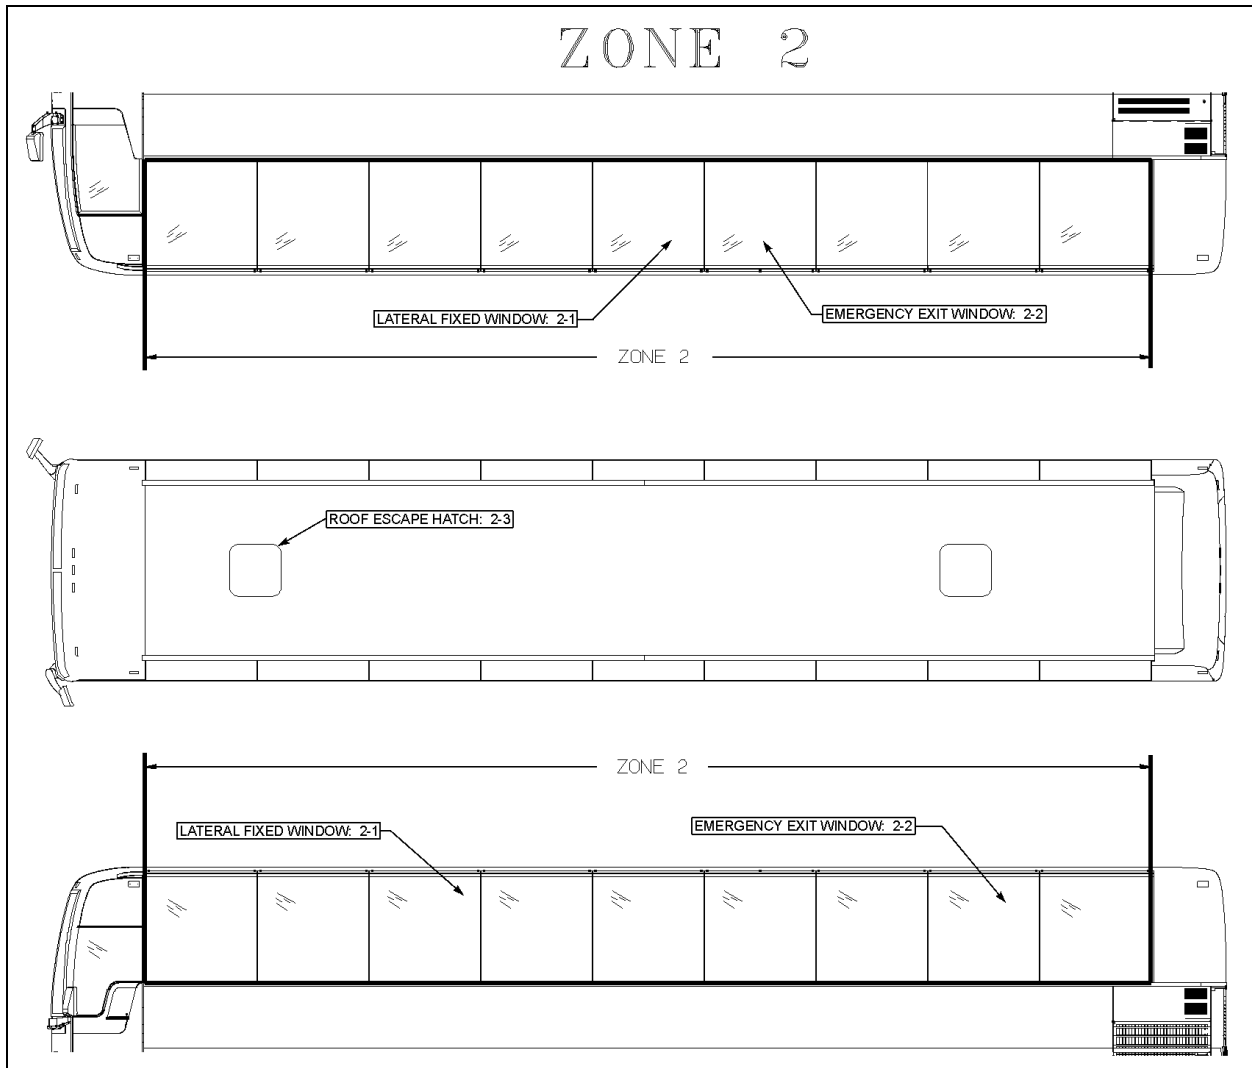 ZONE 2
LATERAL FIXED WINDOW: 2-1
EMERGENCY EXIT WINDOW: 2-2
ZONE 2
ROOF ESCAPE HATCH: 2-3
ZONE 2
LATERAL FIXED WINDOW: 2-1
EMERGENCY EXIT WINDOW: 2-2